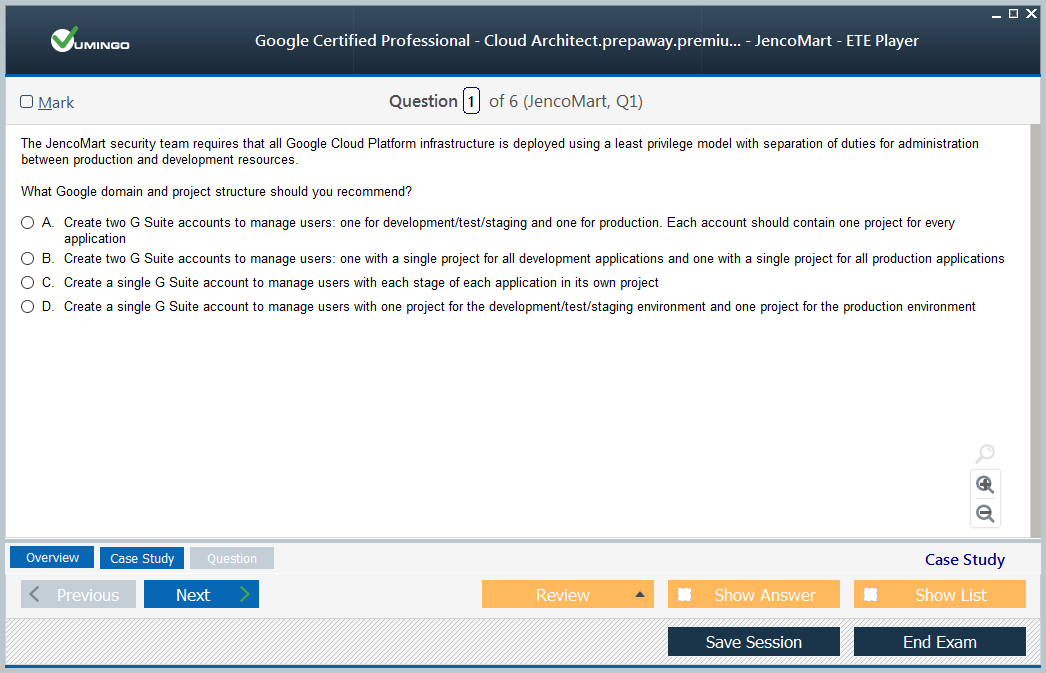 VUMINGO
Google Certified Professional - Cloud Architect.prepaway.premiu... - JencoMart - ETE Player
Mark
Question 1 of 6 (JencoMart, Q1)
The JencoMart security team requires that all Google Cloud Platform infrastructure is deployed using a least privilege model with separation of duties for administration
between production and development resources.
What Google domain and project structure should you recommend?
A. Create two G Suite accounts to manage users: one for development/test/staging and one for production. Each account should contain one project for every
application
B. Create two G Suite accounts to manage users: one with a single project for all development applications and one with a single project for all production applications
C. Create a single G Suite account to manage users with each stage of each application in its own project
D. Create a single G Suite account to manage users with one project for the development/test/staging environment and one project for the production environment
Overview Case Study Question Case Study
Previous Next Review Show Answer Show List
Save Session End Exam